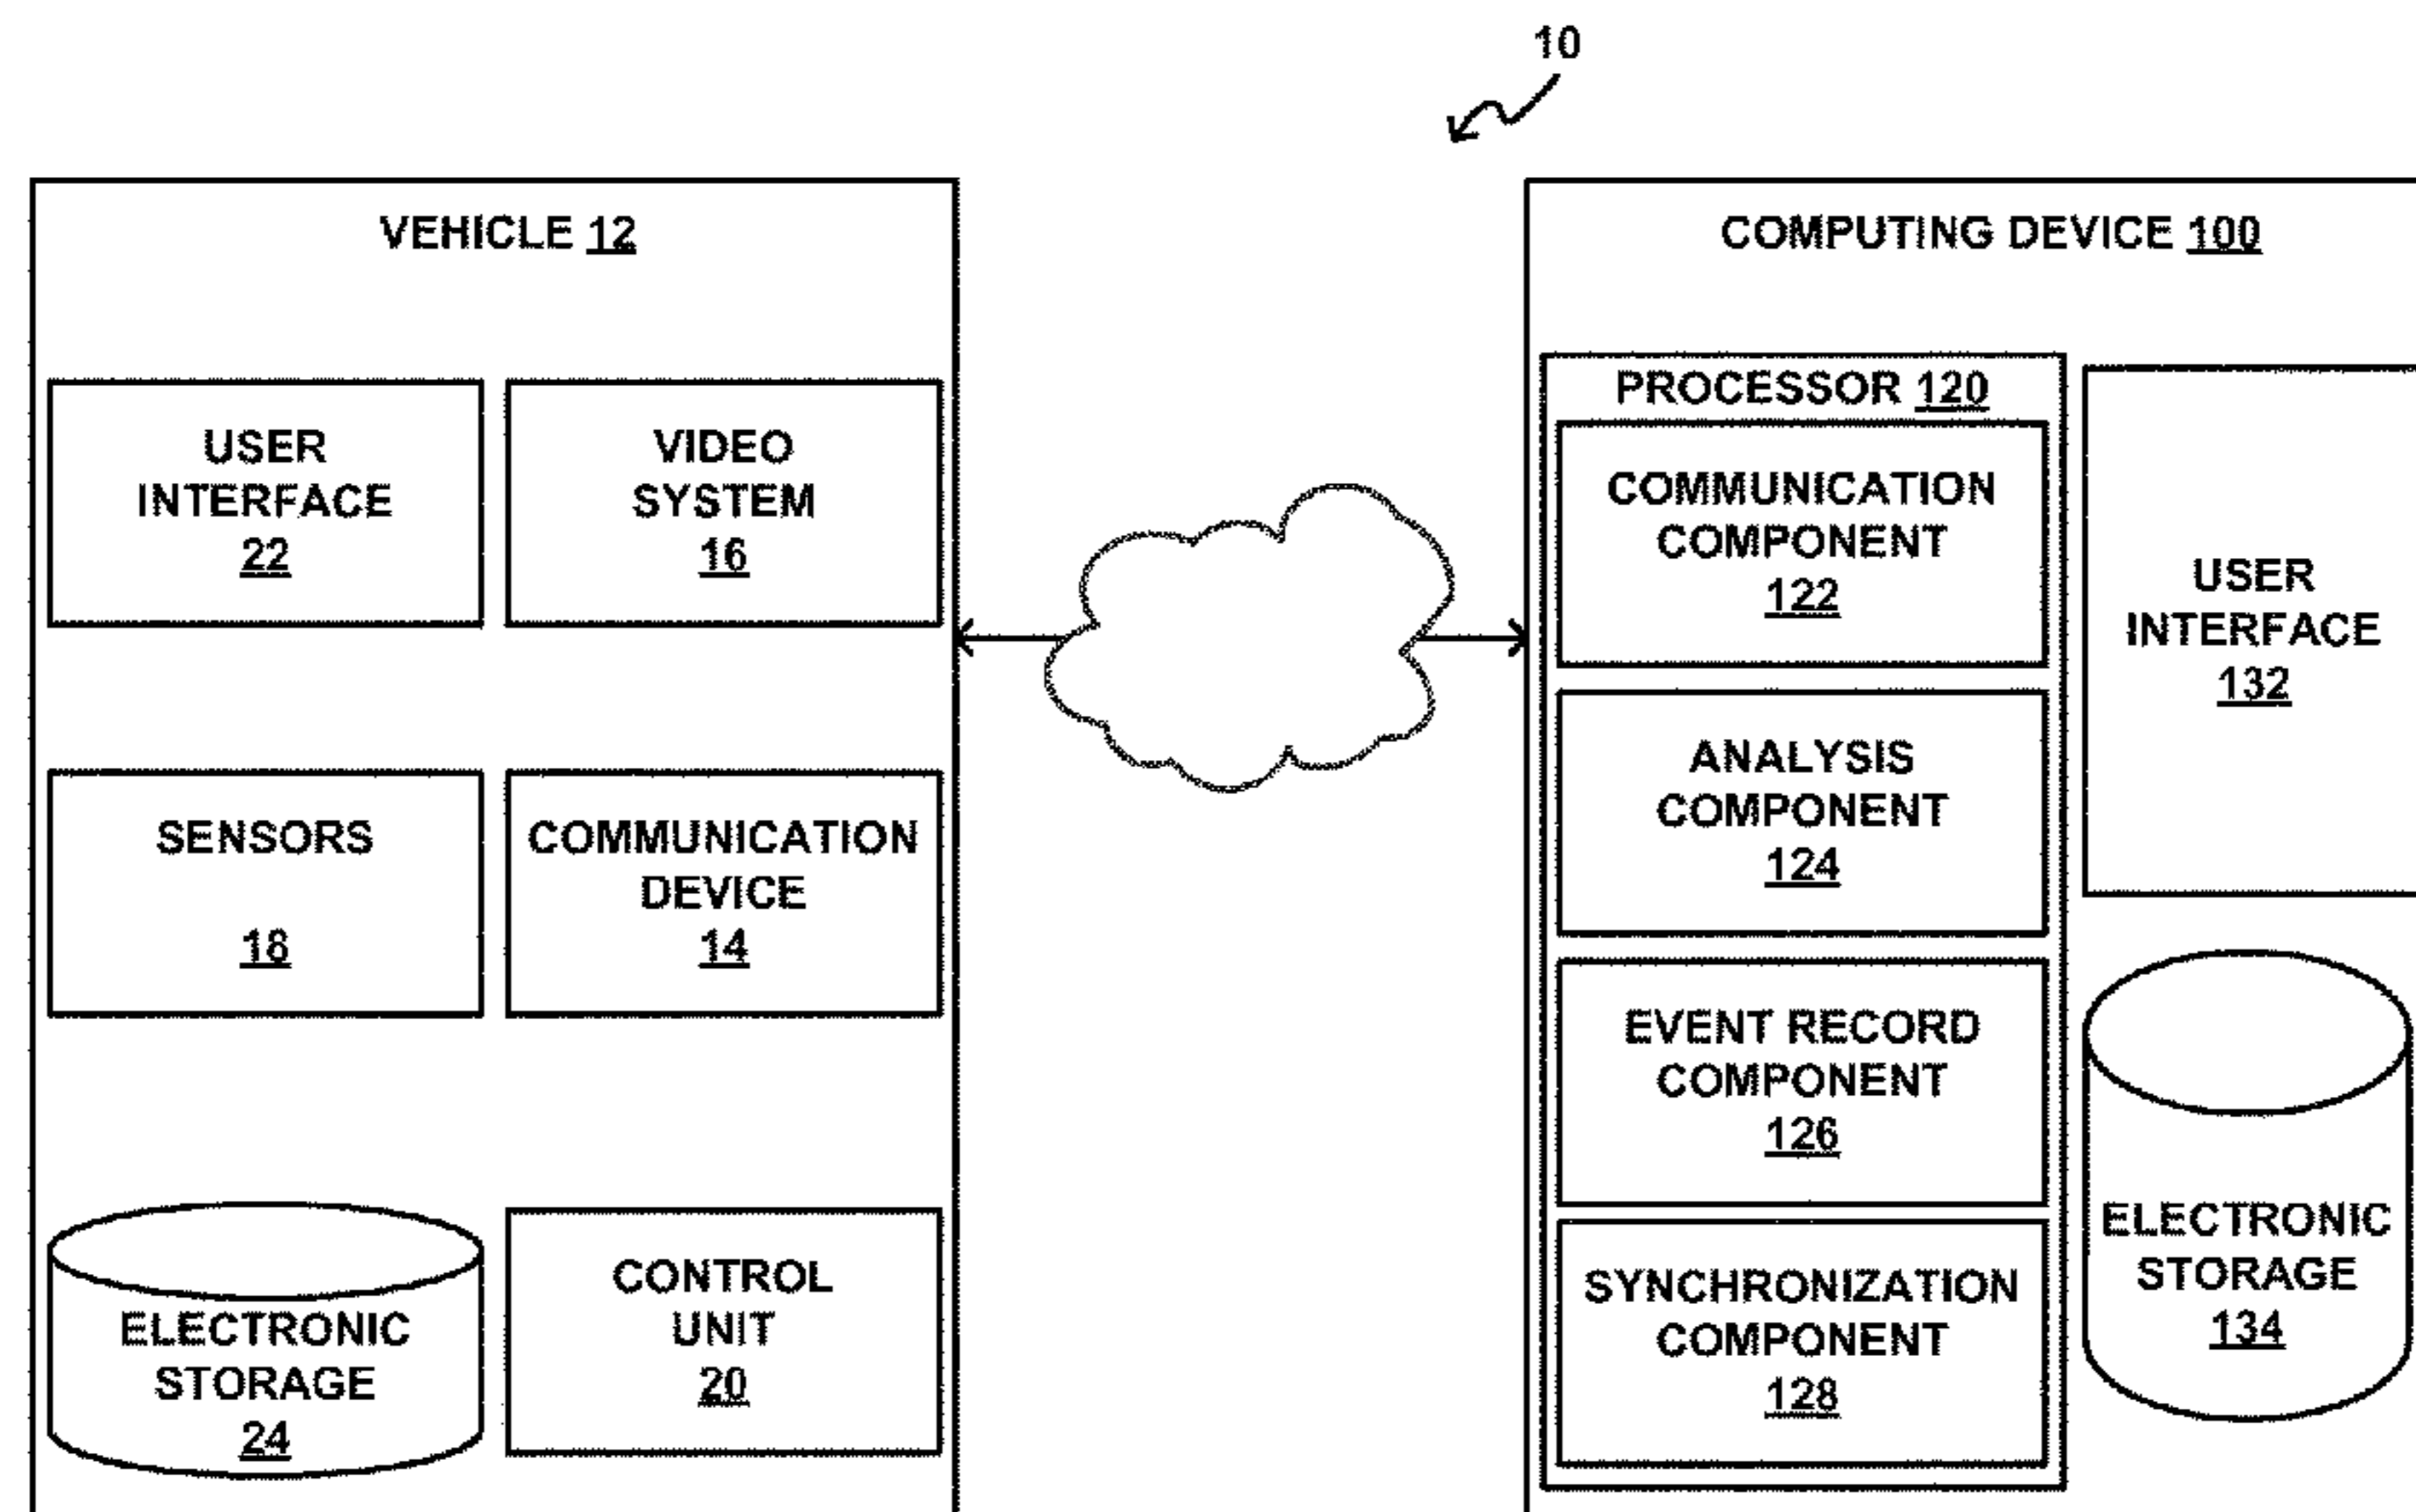 10
VEHICLE 12
USER
INTERFACE
22
VIDEO
SYSTEM
16
SENSORS
18
COMMUNICATION
DEVICE
14
ELECTRONIC
STORAGE
24
CONTROL
UNIT
20
COMPUTING DEVICE 100
PROCESSOR 120
COMMUNICATION
COMPONENT
122
ANALYSIS
COMPONENT
124
EVENT RECORD
COMPONENT
126
SYNCHRONIZATION
COMPONENT
128
USER
INTERFACE
132
ELECTRONIC
STORAGE
134